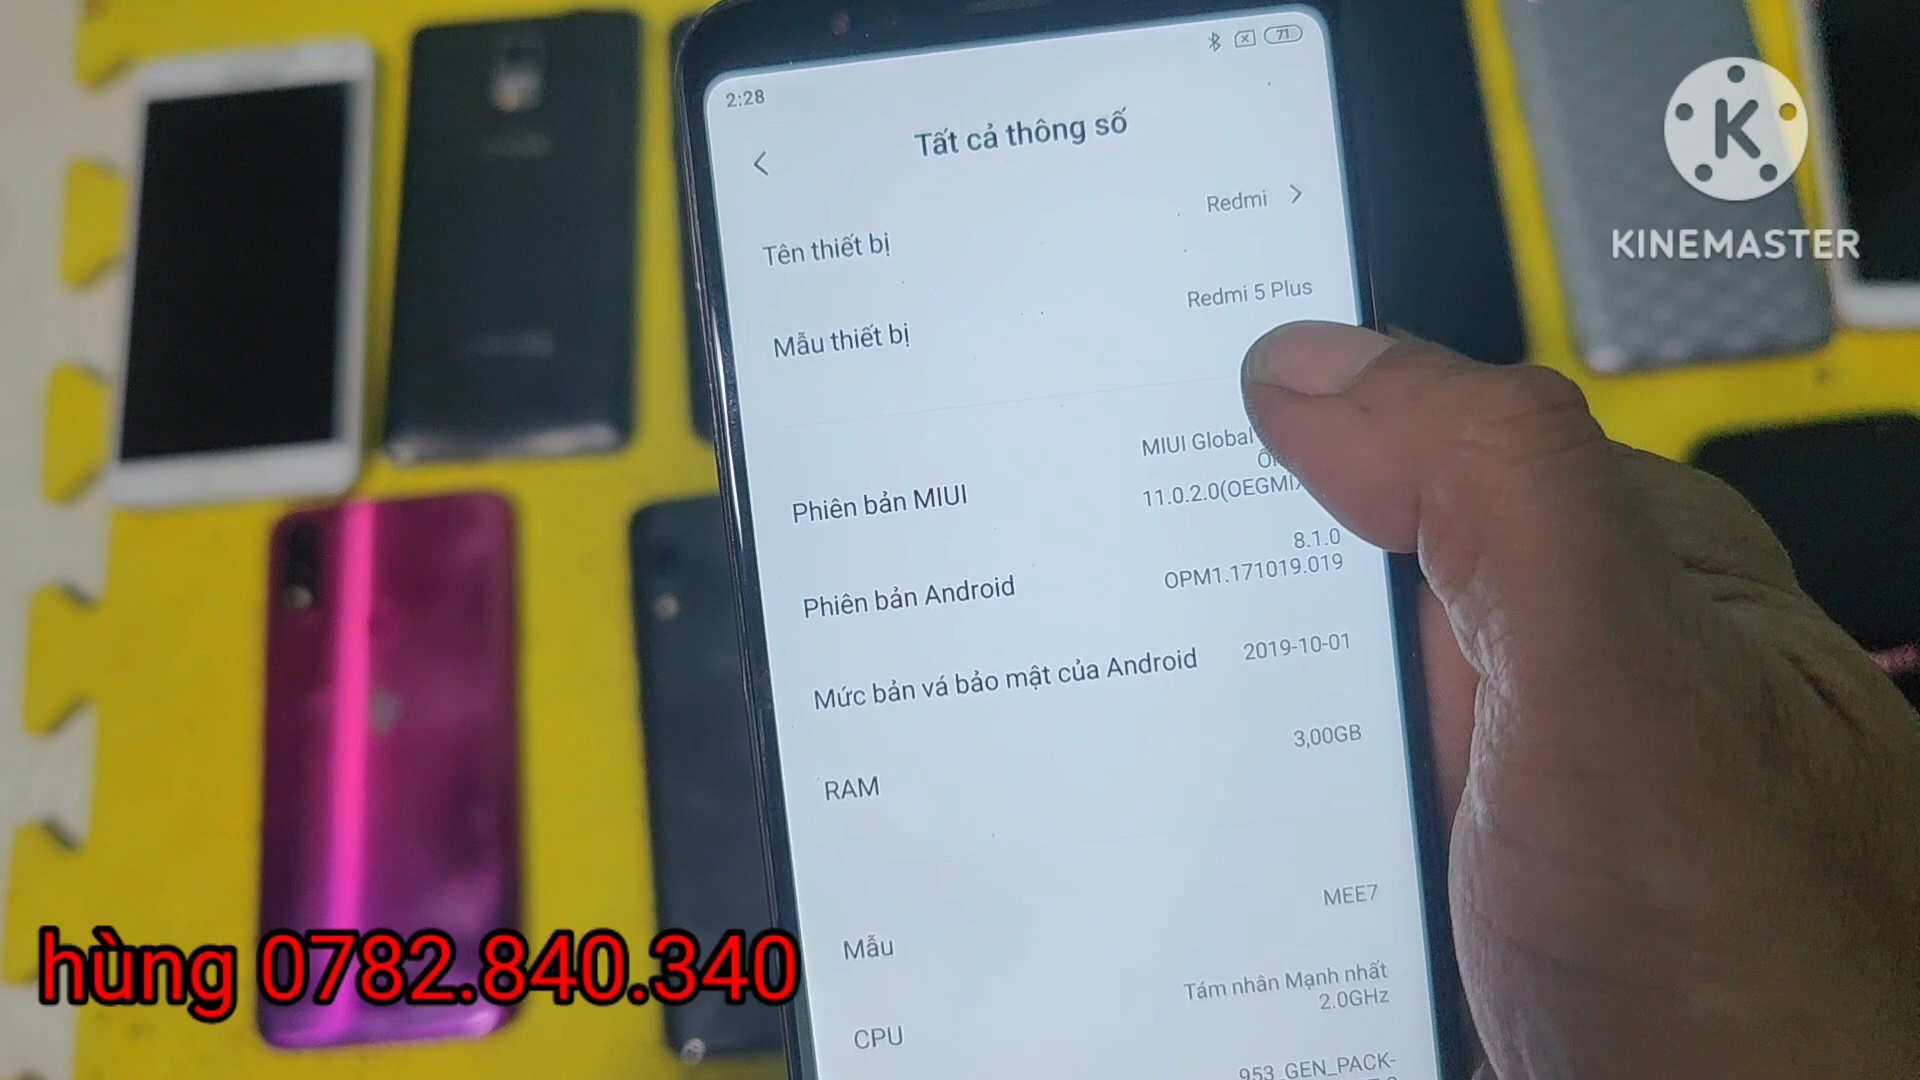 2:28
71
Tất cả thông số
Tên thiết bị
Redmi
Mẫu thiết bị
Redmi 5 Plus
Phiên bản MIUI
MIUI Global
11.0.2.0(OEGMIX
Phiên bản Android
8.1.0
OPM1.171019.019
Mức bản vá bảo mật của Android
2019-10-01
RAM
3,00GB
Mẫu
MEE7
CPU
Tám nhân Mạnh nhất
2.0GHz
953_GEN_PACK-
K
KINEMASTER
hùng 0782.840.340